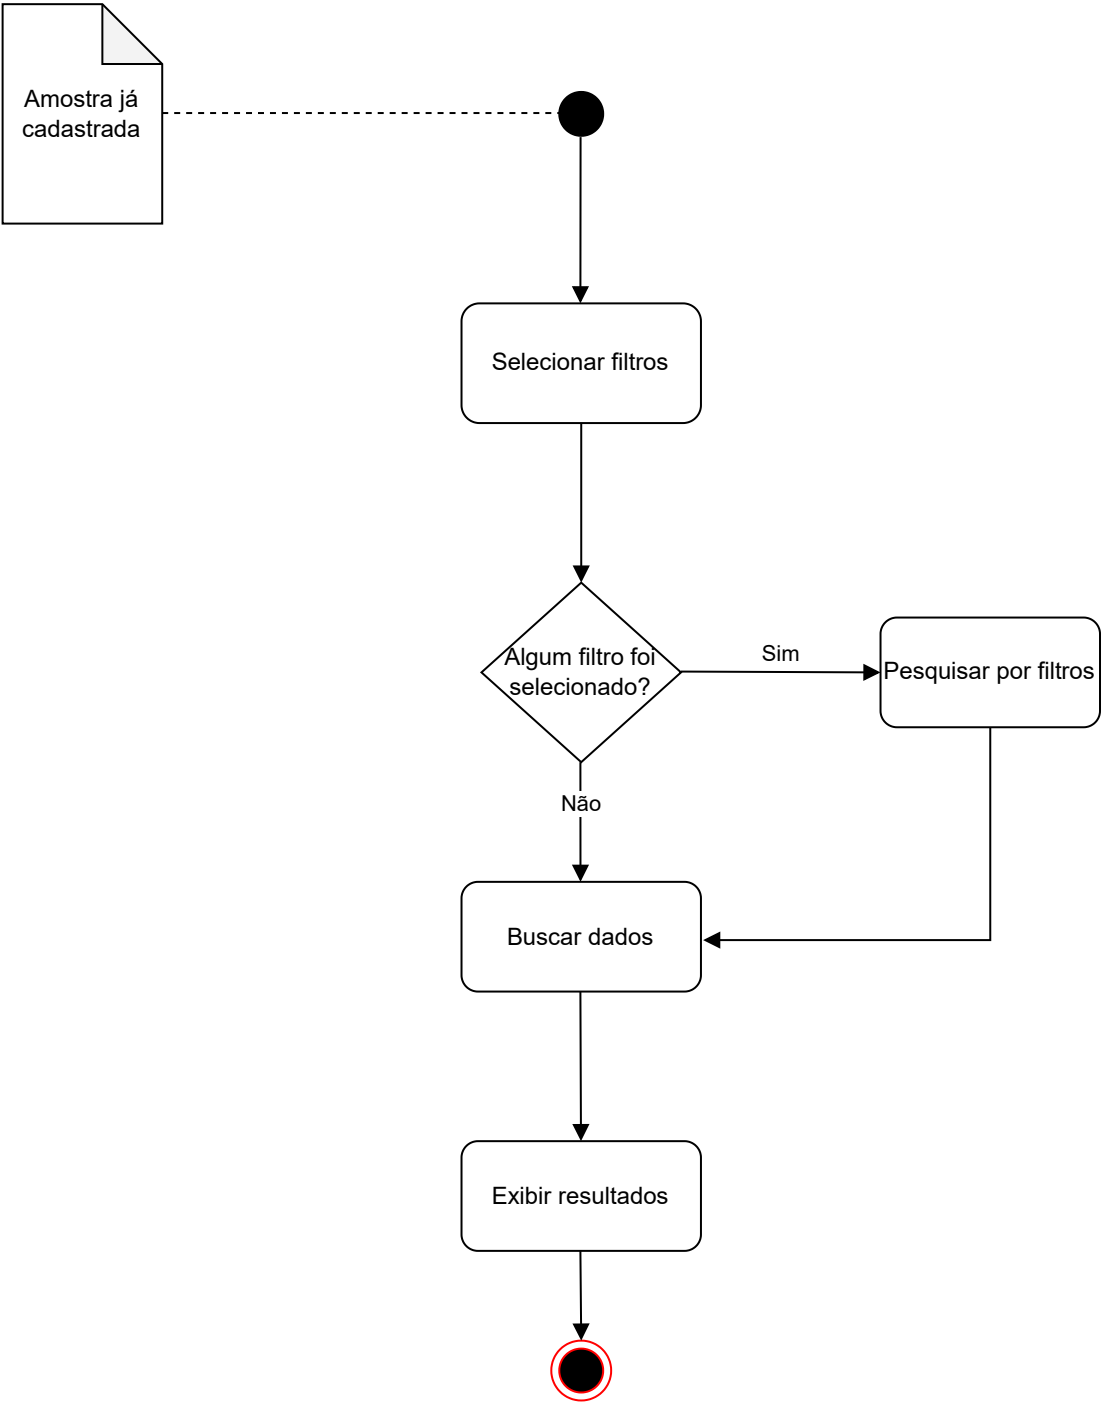 Amostra já
cadastrada
Selecionar filtros
Algum filtro foi
selecionado?
Sim
Pesquisar por filtros
Não
Buscar dados
Exibir resultados